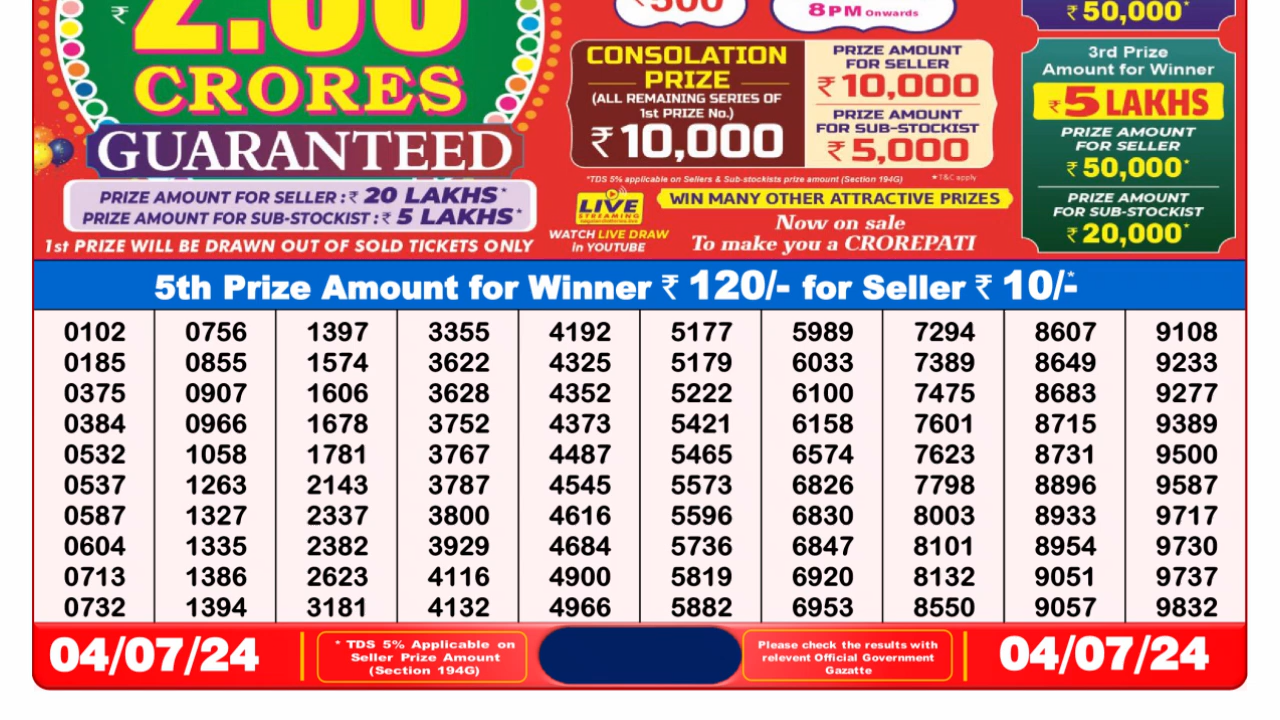 ₹ 2.00
CRORES
GUARANTEED
PRIZE AMOUNT FOR SELLER :₹ 20 LAKHS*
PRIZE AMOUNT FOR SUB-STOCKIST :₹ 5 LAKHS*
1st PRIZE WILL BE DRAWN OUT OF SOLD TICKETS ONLY
₹500
8PM Onwards
CONSOLATION
PRIZE
(ALL REMAINING SERIES OF
1st PRIZE No.)
₹10,000
PRIZE AMOUNT
FOR SELLER
₹10,000
PRIZE AMOUNT
FOR SUB-STOCKIST
₹5,000
*TDS 5% applicable on Sellers & Sub-stockists prize amount (Section 194G)
★T&C apply
LIVE
STREAMING
WATCH LIVE DRAW
in YOUTUBE
WIN MANY OTHER ATTRACTIVE PRIZES
Now on sale
To make you a CROREPATI
₹50,000*
3rd Prize
Amount for Winner
₹5 LAKHS
PRIZE AMOUNT
FOR SELLER
₹50,000*
PRIZE AMOUNT
FOR SUB-STOCKIST
₹20,000*
5th Prize Amount for Winner ₹ 120/- for Seller ₹ 10/-*
0102 0756 1397 3355 4192 5177 5989 7294 8607 9108
0185 0855 1574 3622 4325 5179 6033 7389 8649 9233
0375 0907 1606 3628 4352 5222 6100 7475 8683 9277
0384 0966 1678 3752 4373 5421 6158 7601 8715 9389
0532 1058 1781 3767 4487 5465 6574 7623 8731 9500
0537 1263 2143 3787 4545 5573 6826 7798 8896 9587
0587 1327 2337 3800 4616 5596 6830 8003 8933 9717
0604 1335 2382 3929 4684 5736 6847 8101 8954 9730
0713 1386 2623 4116 4900 5819 6920 8132 9051 9737
0732 1394 3181 4132 4966 5882 6953 8550 9057 9832
04/07/24
* TDS 5% Applicable on
Seller Prize Amount
(Section 194G)
Please check the results with
relevent Official Government
Gazatte
04/07/24